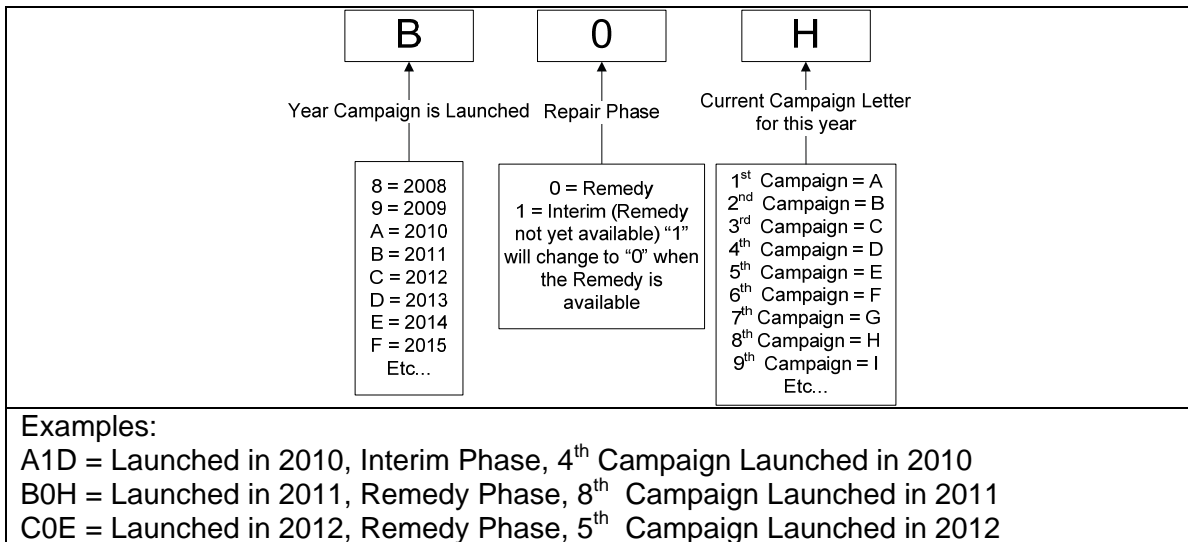 B 0 H
Year Campaign is Launched
Repair Phase
Current Campaign Letter
for this year
8 = 2008
9 = 2009
A = 2010
B = 2011
C = 2012
D = 2013
E = 2014
F = 2015
Etc...
0 = Remedy
1 = Interim (Remedy
not yet available) “1”
will change to “0” when
the Remedy is
available
1st Campaign = A
2nd Campaign = B
3rd Campaign = C
4th Campaign = D
5th Campaign = E
6th Campaign = F
7th Campaign = G
8th Campaign = H
9th Campaign = I
Etc...
Examples:
A1D = Launched in 2010, Interim Phase, 4th Campaign Launched in 2010
B0H = Launched in 2011, Remedy Phase, 8th Campaign Launched in 2011
C0E = Launched in 2012, Remedy Phase, 5th Campaign Launched in 2012